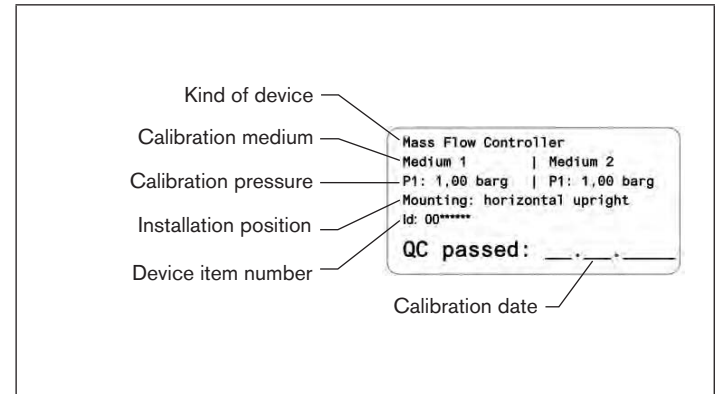 Kind of device
Calibration medium
Calibration pressure
Installation position
Device item number
Mass Flow Controller
Medium 1 | Medium 2
P1: 1,00 barg | P1: 1,00 barg
Mounting: horizontal upright
Id: 00******
QC passed: __.__.____
Calibration date